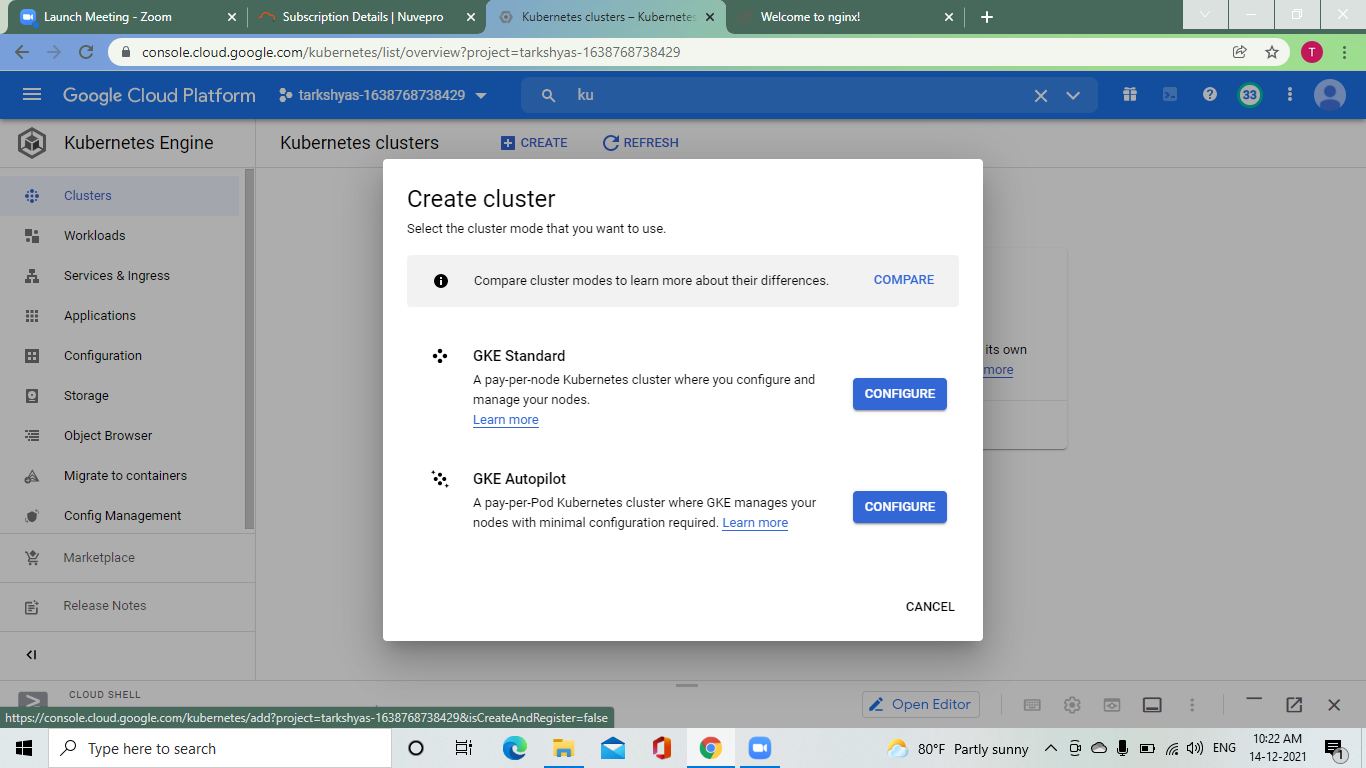 Launch Meeting - Zoom
Subscription Details | Nuvepro
Kubernetes clusters – Kubernetes
Welcome to nginx!
console.cloud.google.com/kubernetes/list/overview?project=tarkshyas-1638768738429
T
Google Cloud Platform
tarkshyas-1638768738429
ku
33
Kubernetes Engine
Kubernetes clusters
CREATE
REFRESH
Clusters
Workloads
Services & Ingress
Applications
Configuration
Storage
Object Browser
Migrate to containers
Config Management
Marketplace
Release Notes
Create cluster
Select the cluster mode that you want to use.
Compare cluster modes to learn more about their differences.
COMPARE
GKE Standard
A pay-per-node Kubernetes cluster where you configure and
manage your nodes.
Learn more
CONFIGURE
GKE Autopilot
A pay-per-Pod Kubernetes cluster where GKE manages your
nodes with minimal configuration required. Learn more
CONFIGURE
CANCEL
its own
more
CLOUD SHELL
Open Editor
https://console.cloud.google.com/kubernetes/add?project=tarkshyas-1638768738429&isCreateAndRegister=false
Type here to search
80°F Partly sunny
ENG
10:22 AM
14-12-2021
1